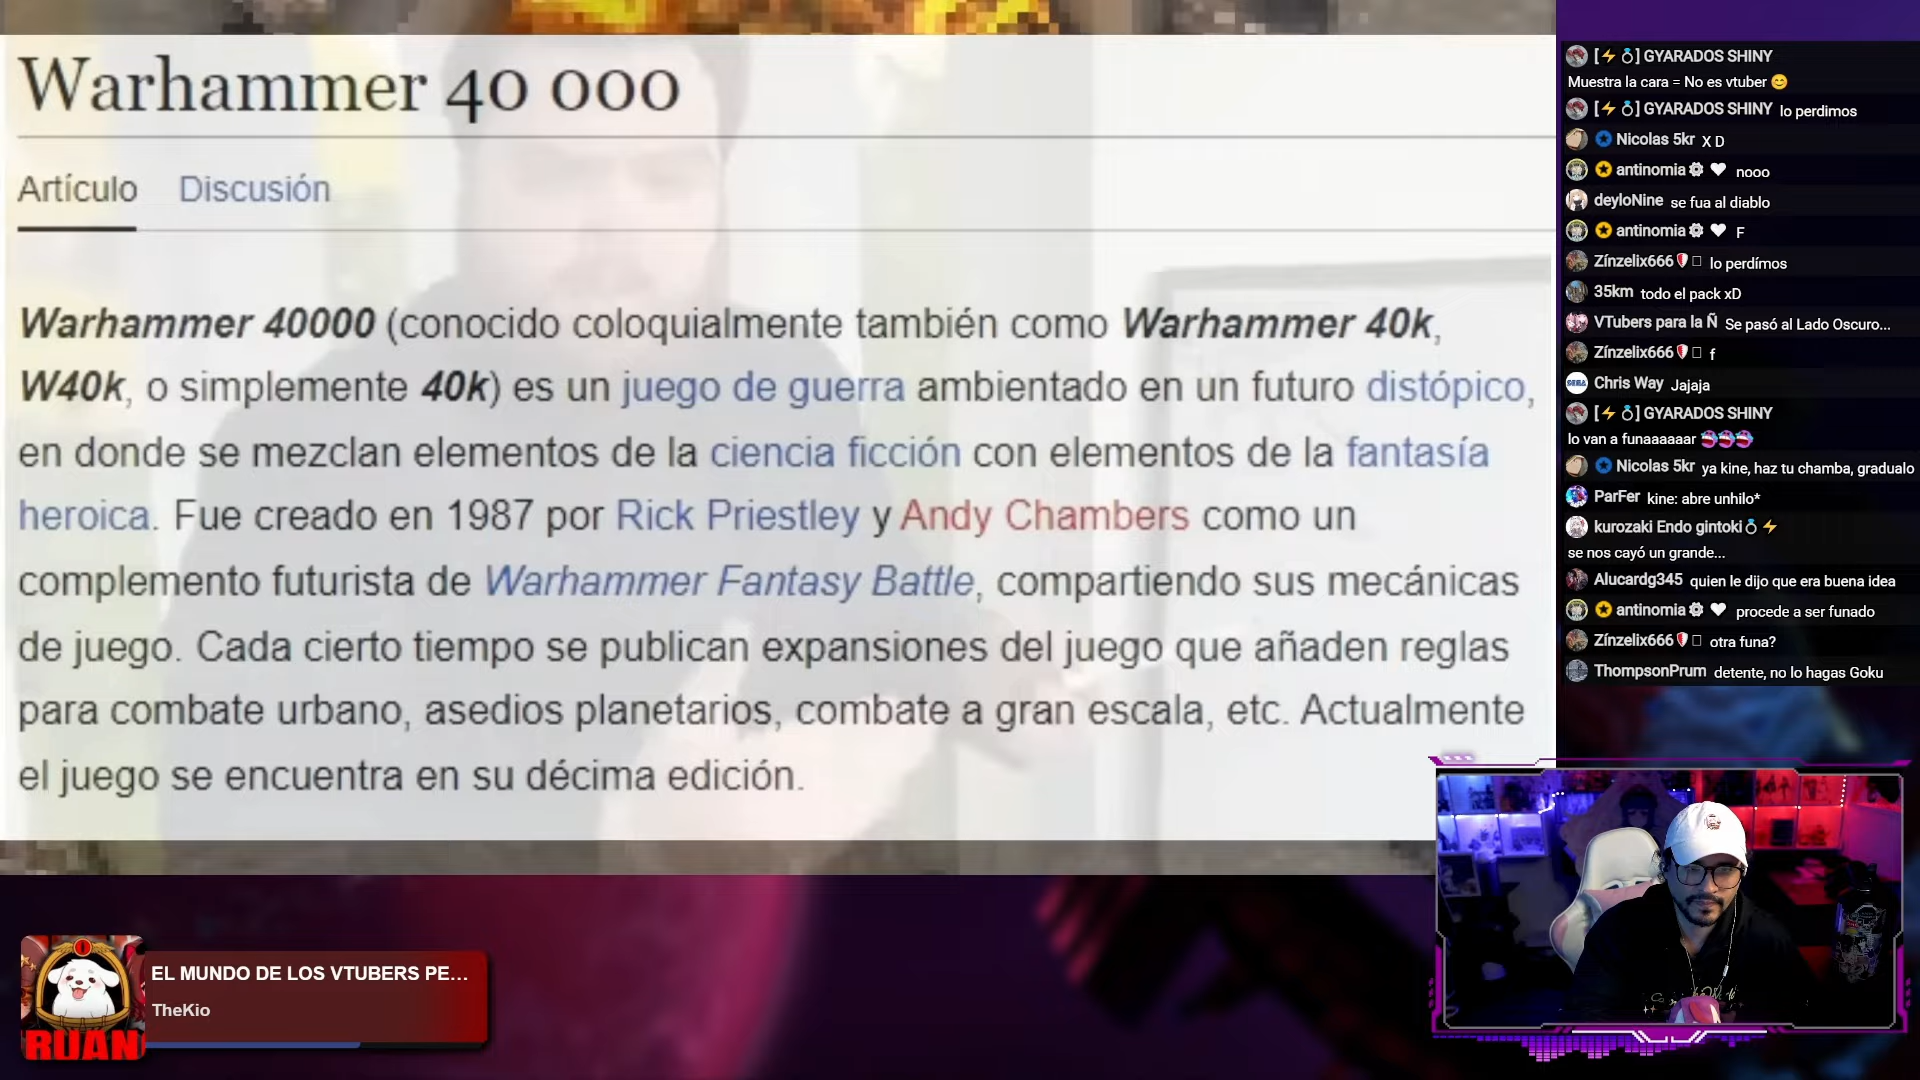 Warhammer 40 000
Artículo Discusión
Warhammer 40000 (conocido coloquialmente también como Warhammer 40k,
W40k, o simplemente 40k) es un juego de guerra ambientado en un futuro distópico,
en donde se mezclan elementos de la ciencia ficción con elementos de la fantasía
heroica. Fue creado en 1987 por Rick Priestley y Andy Chambers como un
complemento futurista de Warhammer Fantasy Battle, compartiendo sus mecánicas
de juego. Cada cierto tiempo se publican expansiones del juego que añaden reglas
para combate urbano, asedios planetarios, combate a gran escala, etc. Actualmente
el juego se encuentra en su décima edición.
[⚡💍] GYARADOS SHINY
Muestra la cara = No es vtuber 😊
[⚡💍] GYARADOS SHINY lo perdimos
Nicolas 5kr X D
antinomia nooo
deyloNine se fua al diablo
antinomia F
Zínzelix666 lo perdímos
35km todo el pack xD
VTubers para la Ñ Se pasó al Lado Oscuro...
Zínzelix666 f
Chris Way Jajaja
[⚡💍] GYARADOS SHINY
lo van a funaaaaaar
Nicolas 5kr ya kine, haz tu chamba, gradualo
ParFer kine: abre unhilo*
kurozaki Endo gintoki💍⚡
se nos cayó un grande...
Alucardg345 quien le dijo que era buena idea
antinomia procede a ser funado
Zínzelix666 otra funa?
ThompsonPrum detente, no lo hagas Goku
EL MUNDO DE LOS VTUBERS PE...
TheKio
RUAN